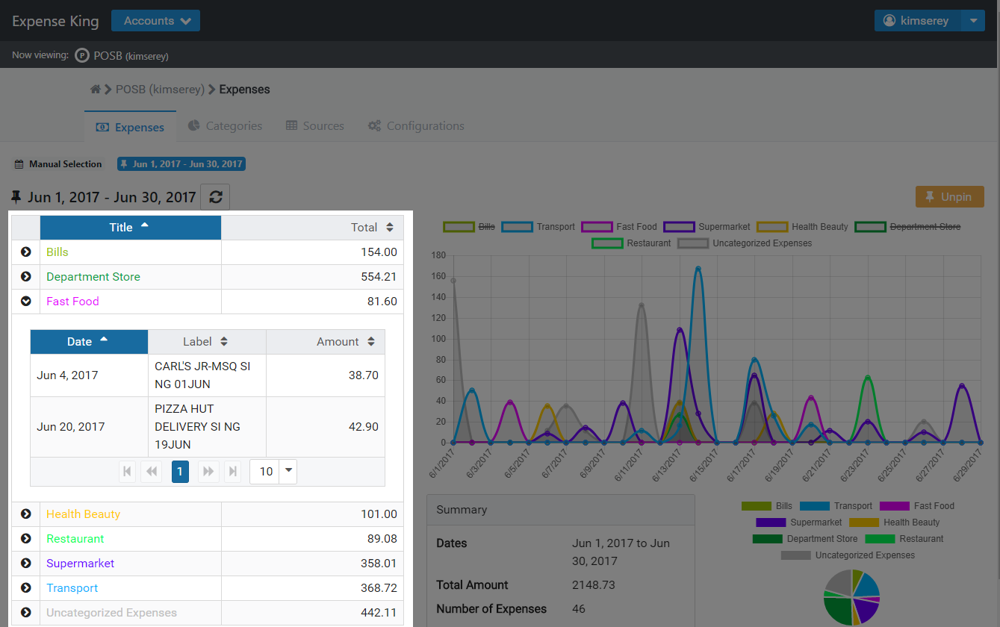 Expense King Accounts kimserey
Now viewing: P POSB (kimserey)
POSB (kimserey) Expenses
Expenses Categories Sources Configurations
Manual Selection Jun 1, 2017 - Jun 30, 2017
Jun 1, 2017 - Jun 30, 2017 Unpin
Title Total
Bills 154.00
Department Store 554.21
Fast Food 81.60
Date Label Amount
Jun 4, 2017 CARL'S JR-MSQ SI 38.70
NG 01JUN
PIZZA HUT
Jun 20, 2017 DELIVERY SI NG 42.90
19JUN
1 10
Health Beauty 101.00
Restaurant 89.08
Supermarket 358.01
Transport 368.72
Uncategorized Expenses 442.11
Bills Transport Fast Food Supermarket Health Beauty Department Store
Restaurant Uncategorized Expenses
180
160
140
120
100
80
60
40
20
0
6/1/2017 6/3/2017 6/5/2017 6/7/2017 6/9/2017 6/11/2017 6/13/2017 6/15/2017 6/17/2017 6/19/2017 6/21/2017 6/23/2017 6/25/2017 6/27/2017 6/29/2017
Summary
Dates Jun 1, 2017 to Jun
30, 2017
Total Amount 2148.73
Number of Expenses 46
Bills Transport Fast Food
Supermarket Health Beauty
Department Store Restaurant
Uncategorized Expenses